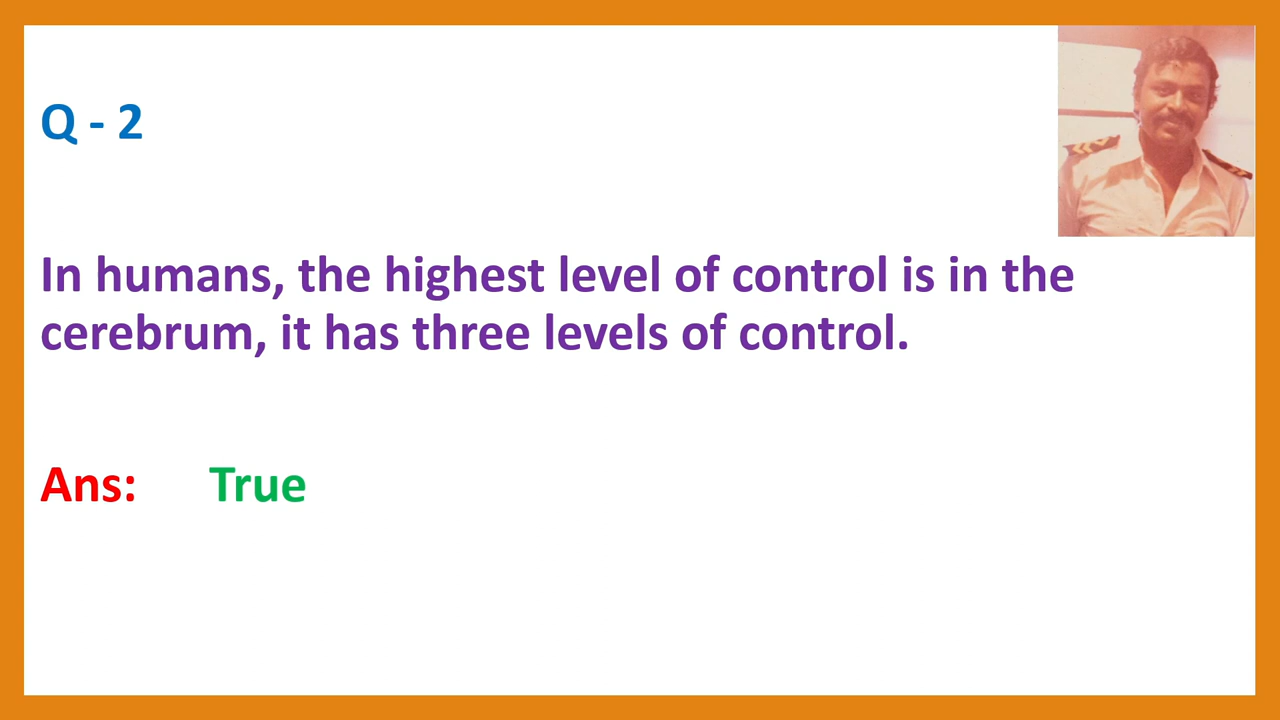 Q - 2
In humans, the highest level of control is in the
cerebrum, it has three levels of control.
Ans: True